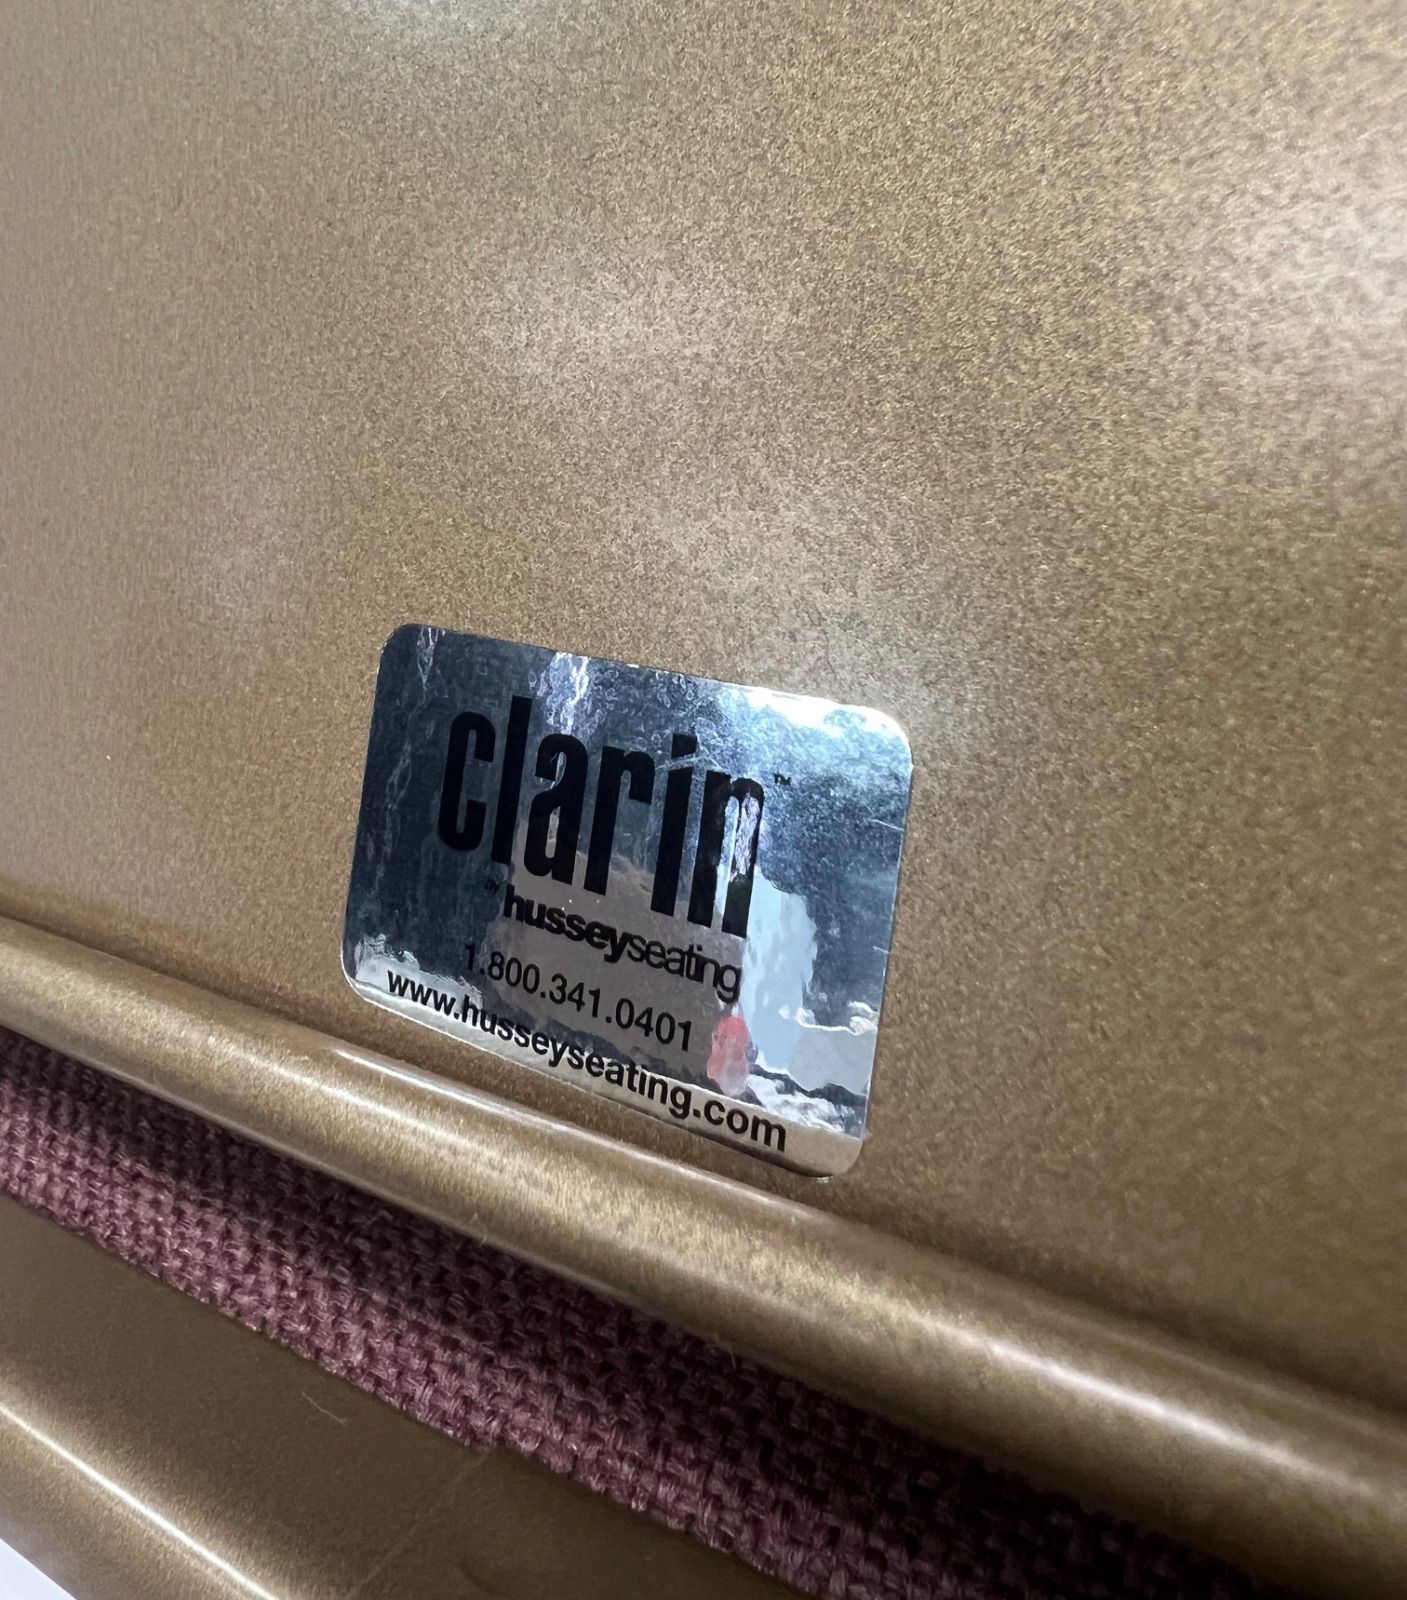 clarin™
by husseyseating
1.800.341.0401
www.husseyseating.com